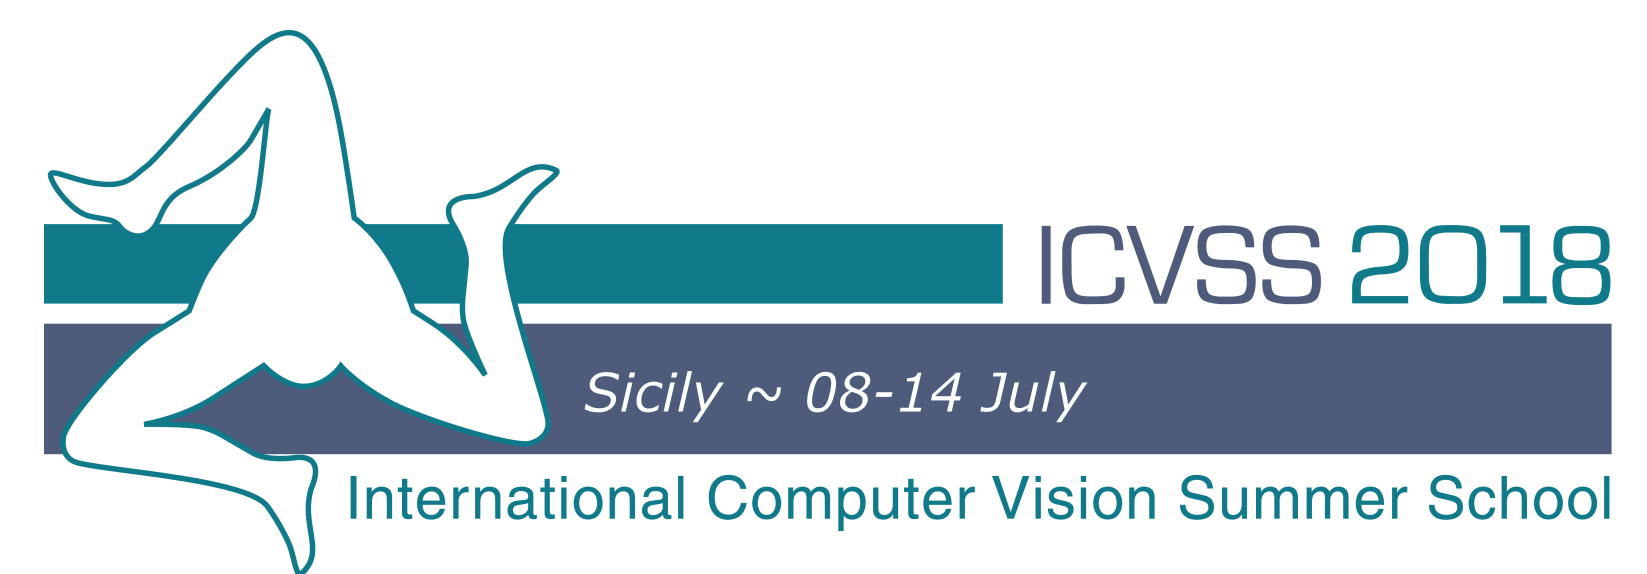 ICVSS 2018
Sicily ~ 08-14 July
International Computer Vision Summer School